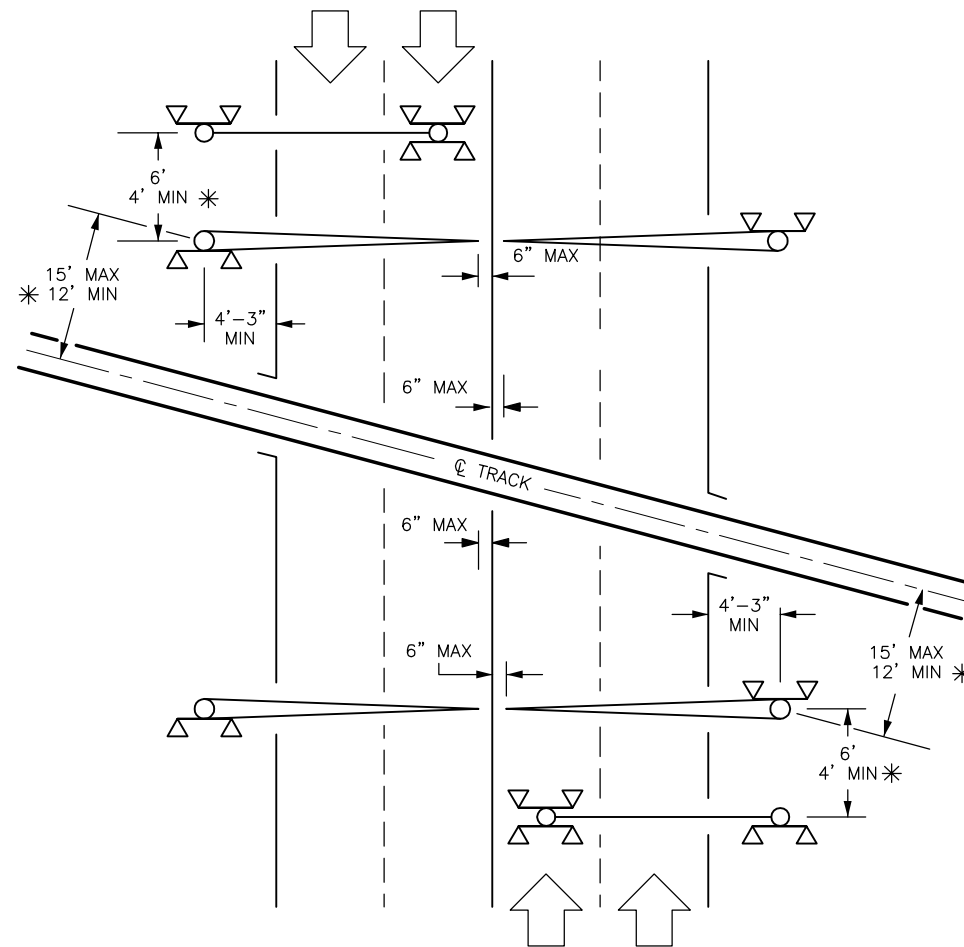 6'
4' MIN ✳
15' MAX
✳ 12' MIN
6” MAX
4'-3”
MIN
6” MAX
℄ TRACK
6” MAX
4'-3”
MIN
6” MAX
15' MAX
12' MIN ✳
6'
4' MIN ✳